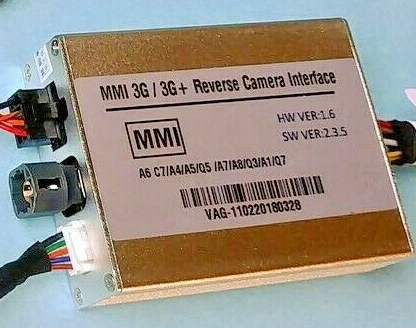 MMI 3G / 3G+ Reverse Camera Interface
MMI
HW VER:1.6
SW VER:2.3.5
A6 C7/A4/A5/Q5 /A7/A8/Q3/A1/Q7
VAG-110220180328